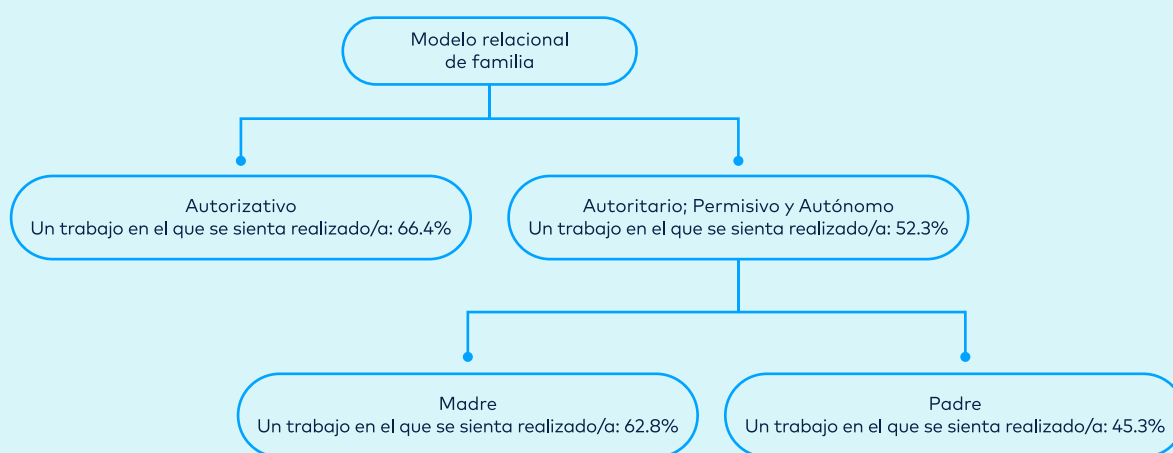 Modelo relacional
de familia
Autorizativo
Un trabajo en el que se sienta realizado/a: 66.4%
Autoritario; Permisivo y Autónomo
Un trabajo en el que se sienta realizado/a: 52.3%
Madre
Un trabajo en el que se sienta realizado/a: 62.8%
Padre
Un trabajo en el que se sienta realizado/a: 45.3%